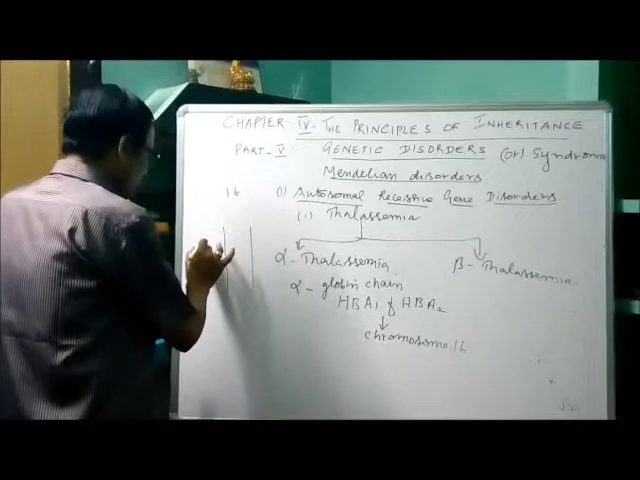 CHAPTER - IV - THE PRINCIPLES OF INHERITANCE
PART - V : GENETIC DISORDERS (or) Syndrome
Mendelian disorders
16
(1) Autosomal Recessive Gene Disorders
(i) Thalassemia
α - Thalassemia
β - Thalassemia
α - globin chain
HBA1 & HBA2
chromosome 16